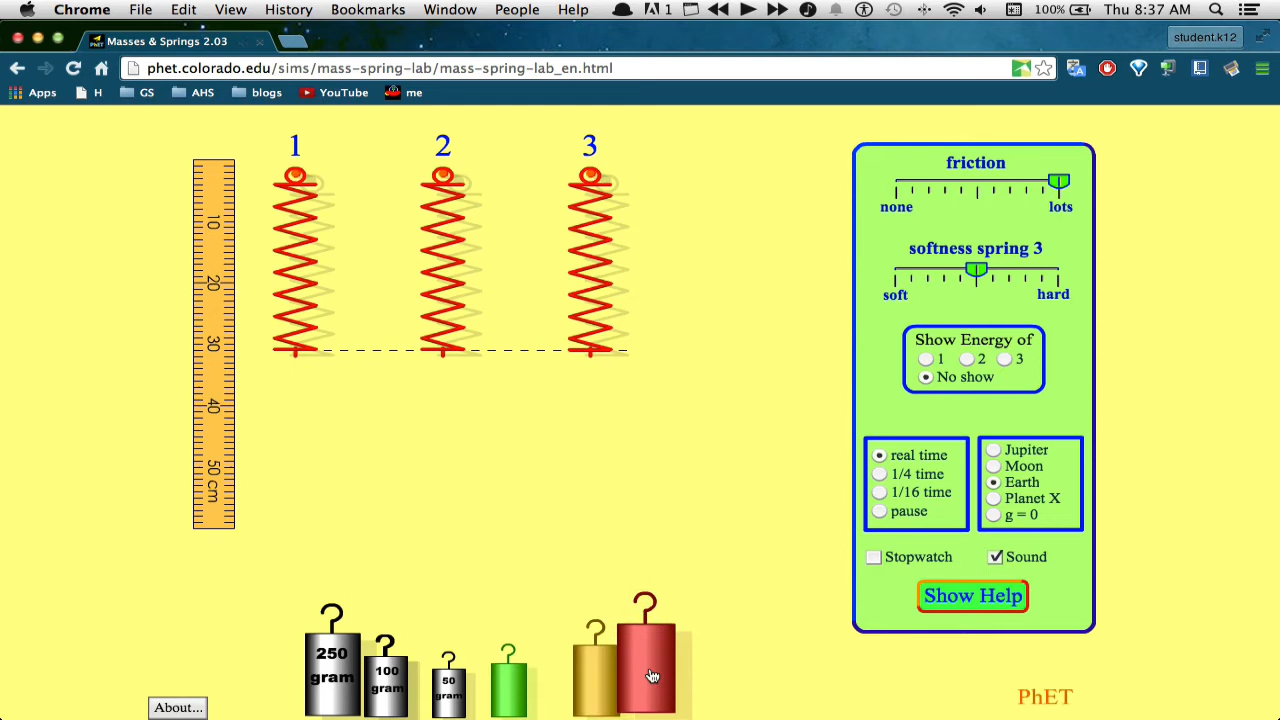 Chrome File Edit View History Bookmarks Window People Help 1 100% Thu 8:37 AM
Masses & Springs 2.03 student.k12
phet.colorado.edu/sims/mass-spring-lab/mass-spring-lab_en.html
Apps H GS AHS blogs YouTube me
1 2 3
10
20
30
40
50 cm
friction
none lots
softness spring 3
soft hard
Show Energy of
1 2 3
No show
real time
1/4 time
1/16 time
pause
Jupiter
Moon
Earth
Planet X
g = 0
Stopwatch Sound
Show Help
250
gram
100
gram
50
gram
About...
PhET